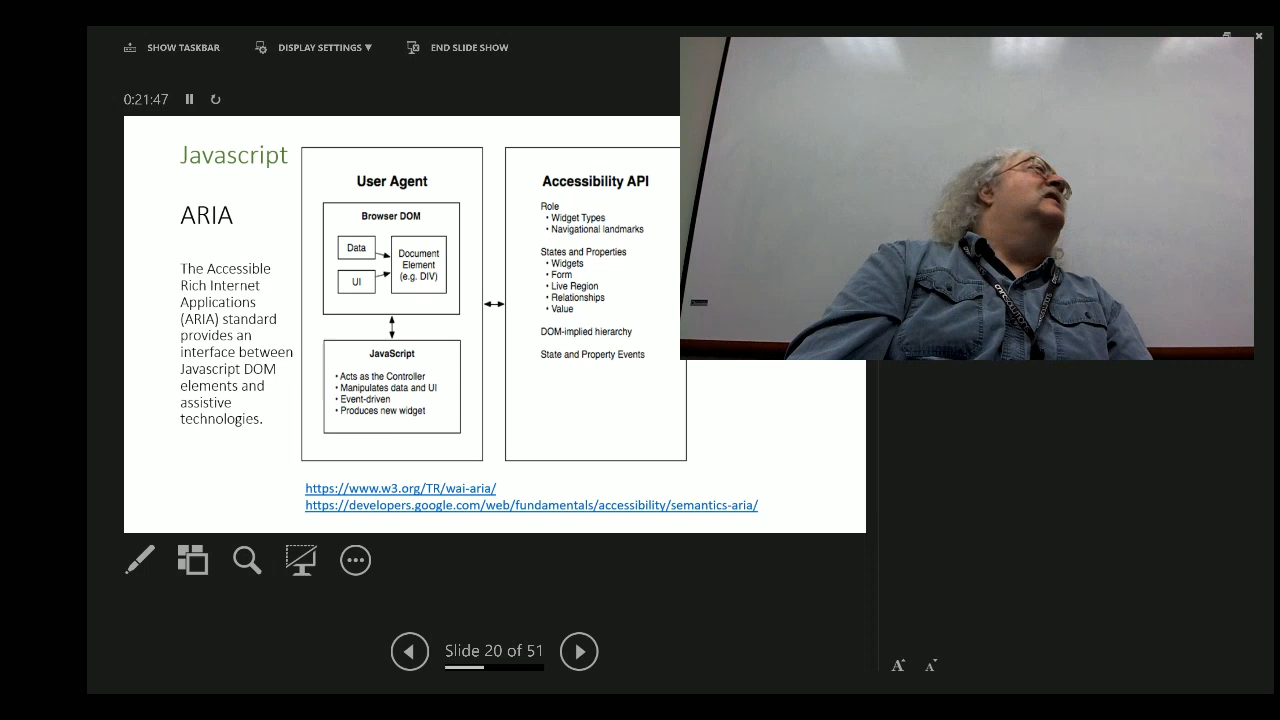 SHOW TASKBAR
DISPLAY SETTINGS ▼
END SLIDE SHOW
0:21:47
Javascript
ARIA
The Accessible
Rich Internet
Applications
(ARIA) standard
provides an
interface between
Javascript DOM
elements and
assistive
technologies.
User Agent
Browser DOM
Data
UI
Document
Element
(e.g. DIV)
JavaScript
• Acts as the Controller
• Manipulates data and UI
• Event-driven
• Produces new widget
Accessibility API
Role
• Widget Types
• Navigational landmarks
States and Properties
• Widgets
• Form
• Live Region
• Relationships
• Value
DOM-implied hierarchy
State and Property Events
https://www.w3.org/TR/wai-aria/
https://developers.google.com/web/fundamentals/accessibility/semantics-aria/
Slide 20 of 51
A A